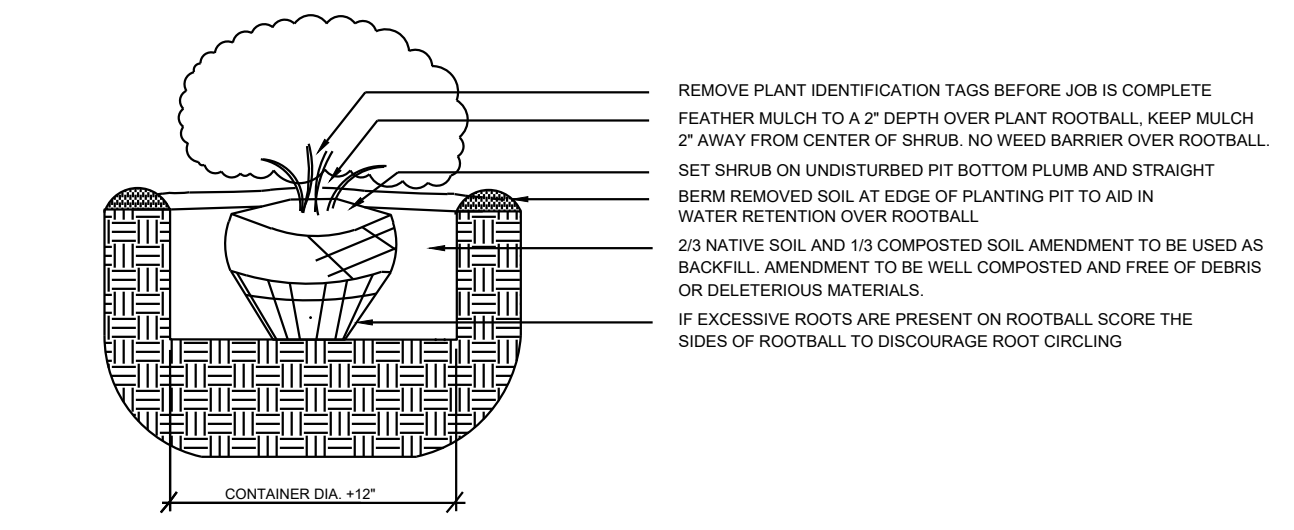 REMOVE PLANT IDENTIFICATION TAGS BEFORE JOB IS COMPLETE
FEATHER MULCH TO A 2" DEPTH OVER PLANT ROOTBALL, KEEP MULCH
2" AWAY FROM CENTER OF SHRUB. NO WEED BARRIER OVER ROOTBALL.
SET SHRUB ON UNDISTURBED PIT BOTTOM PLUMB AND STRAIGHT
BERM REMOVED SOIL AT EDGE OF PLANTING PIT TO AID IN
WATER RETENTION OVER ROOTBALL
2/3 NATIVE SOIL AND 1/3 COMPOSTED SOIL AMENDMENT TO BE USED AS
BACKFILL. AMENDMENT TO BE WELL COMPOSTED AND FREE OF DEBRIS
OR DELETERIOUS MATERIALS.
IF EXCESSIVE ROOTS ARE PRESENT ON ROOTBALL SCORE THE
SIDES OF ROOTBALL TO DISCOURAGE ROOT CIRCLING
CONTAINER DIA. +12"